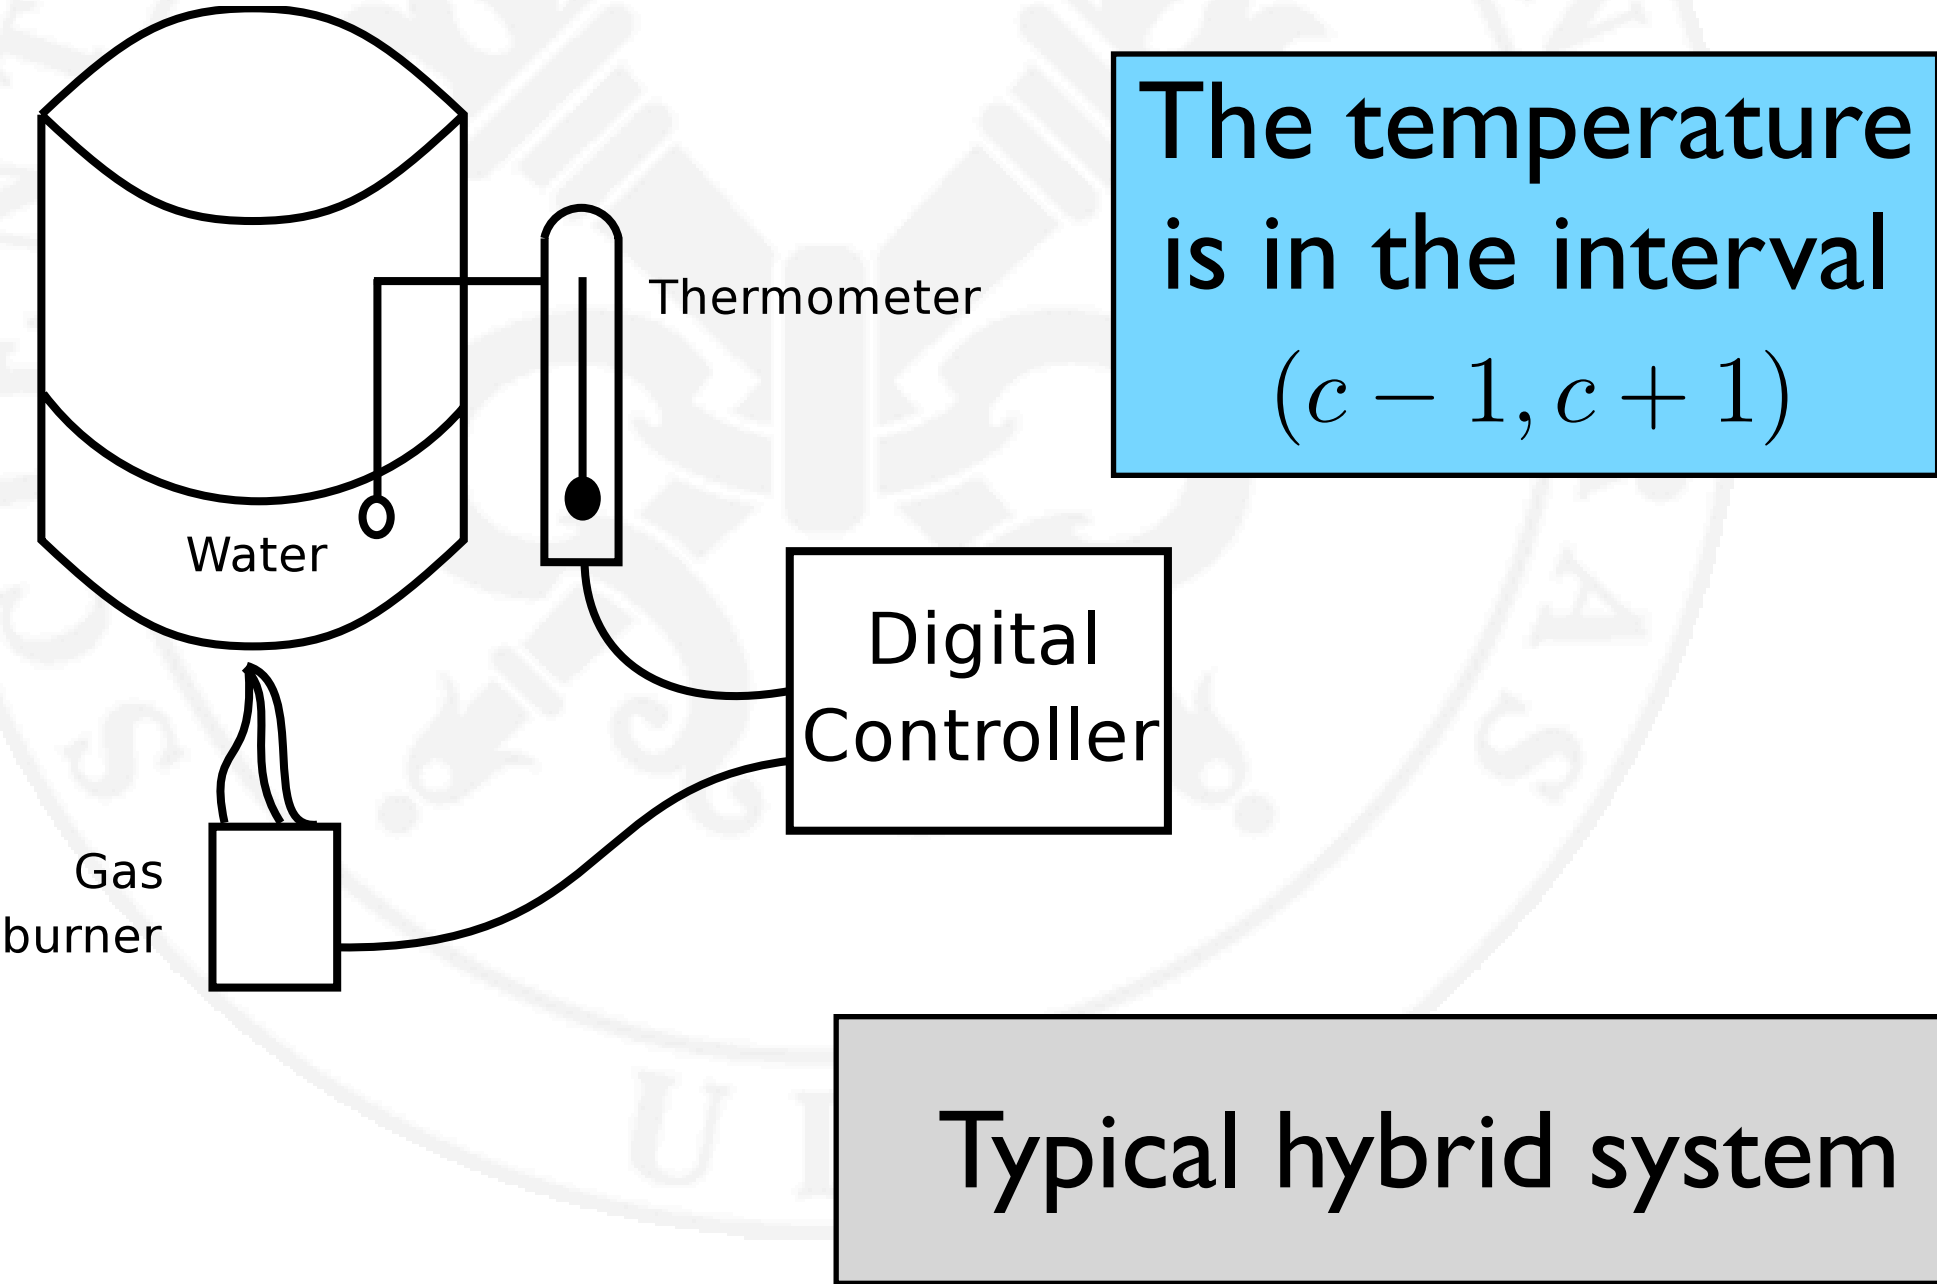 The temperature
is in the interval
(c − 1, c + 1)
Thermometer
Water
Digital
Controller
Gas
burner
Typical hybrid system